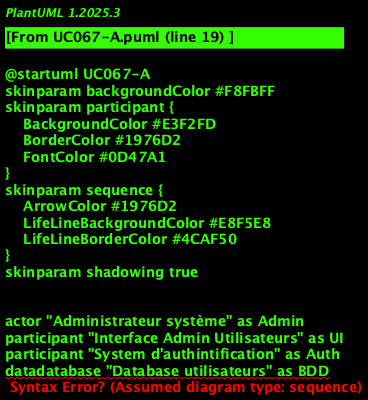 PlantUML 1.2025.3
[From UC067-A.puml (line 19) ]
@startuml UC067-A
skinparam backgroundColor #F8FBFF
skinparam participant {
BackgroundColor #E3F2FD
BorderColor #1976D2
FontColor #0D47A1
}
skinparam sequence {
ArrowColor #1976D2
LifeLineBackgroundColor #E8F5E8
LifeLineBorderColor #4CAF50
}
skinparam shadowing true
actor "Administrateur système" as Admin
participant "Interface Admin Utilisateurs" as UI
participant "System d'authintification" as Auth
datadatabase "Database utilisateurs" as BDD
Syntax Error? (Assumed diagram type: sequence)